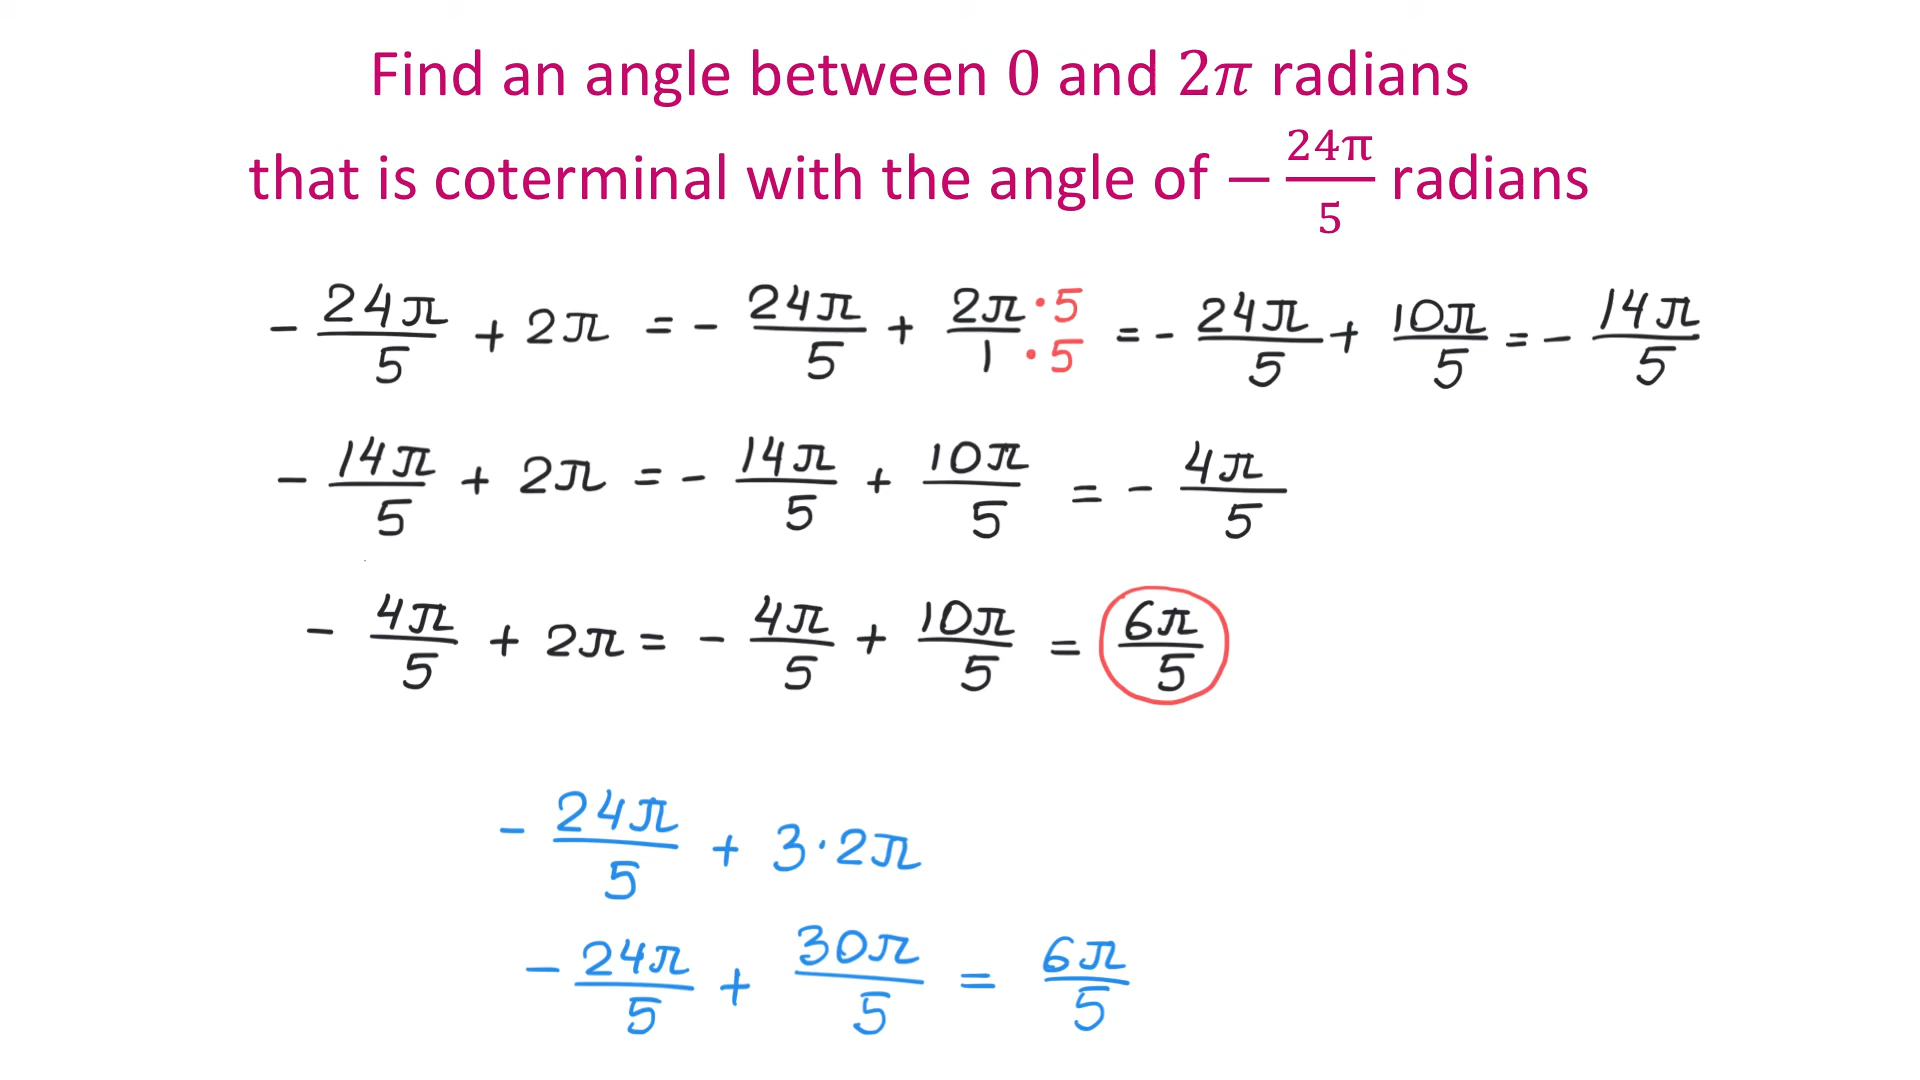 Find an angle between 0 and 2π radians
that is coterminal with the angle of −24π/5 radians
- 24π/5 + 2π = - 24π/5 + 2π·5/1·5 = - 24π/5 + 10π/5 = - 14π/5
- 14π/5 + 2π = - 14π/5 + 10π/5 = - 4π/5
- 4π/5 + 2π = - 4π/5 + 10π/5 = 6π/5
- 24π/5 + 3·2π
- 24π/5 + 30π/5 = 6π/5